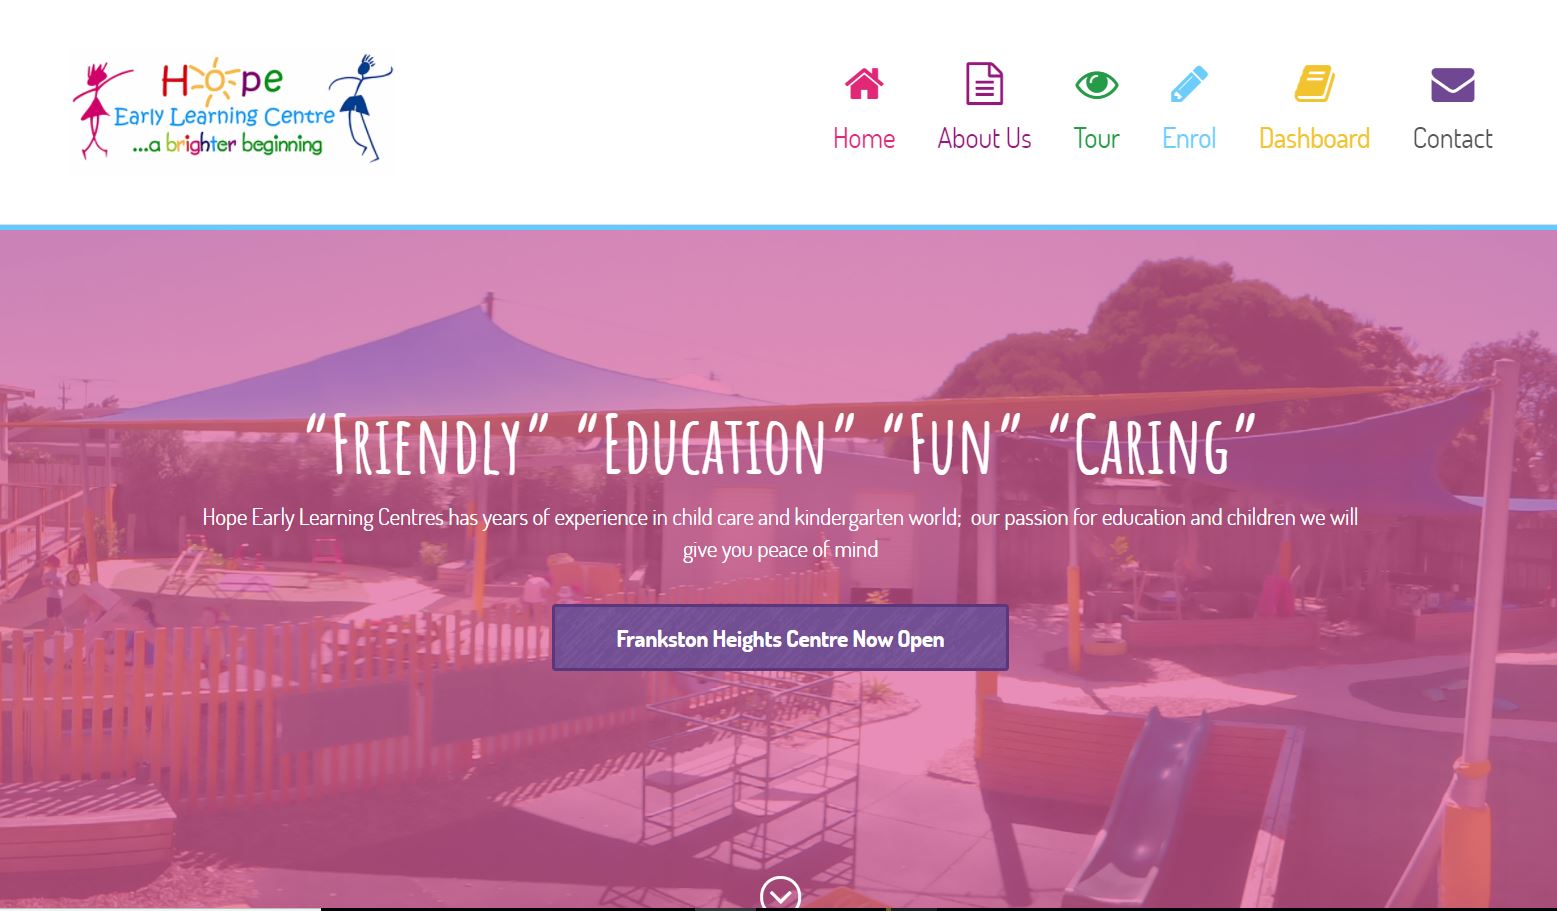 Hope
Early Learning Centre
...a brighter beginning
Home About Us Tour Enrol Dashboard Contact
“Friendly” “Education” “Fun” “Caring”
Hope Early Learning Centres has years of experience in child care and kindergarten world; our passion for education and children we will
give you peace of mind
Frankston Heights Centre Now Open